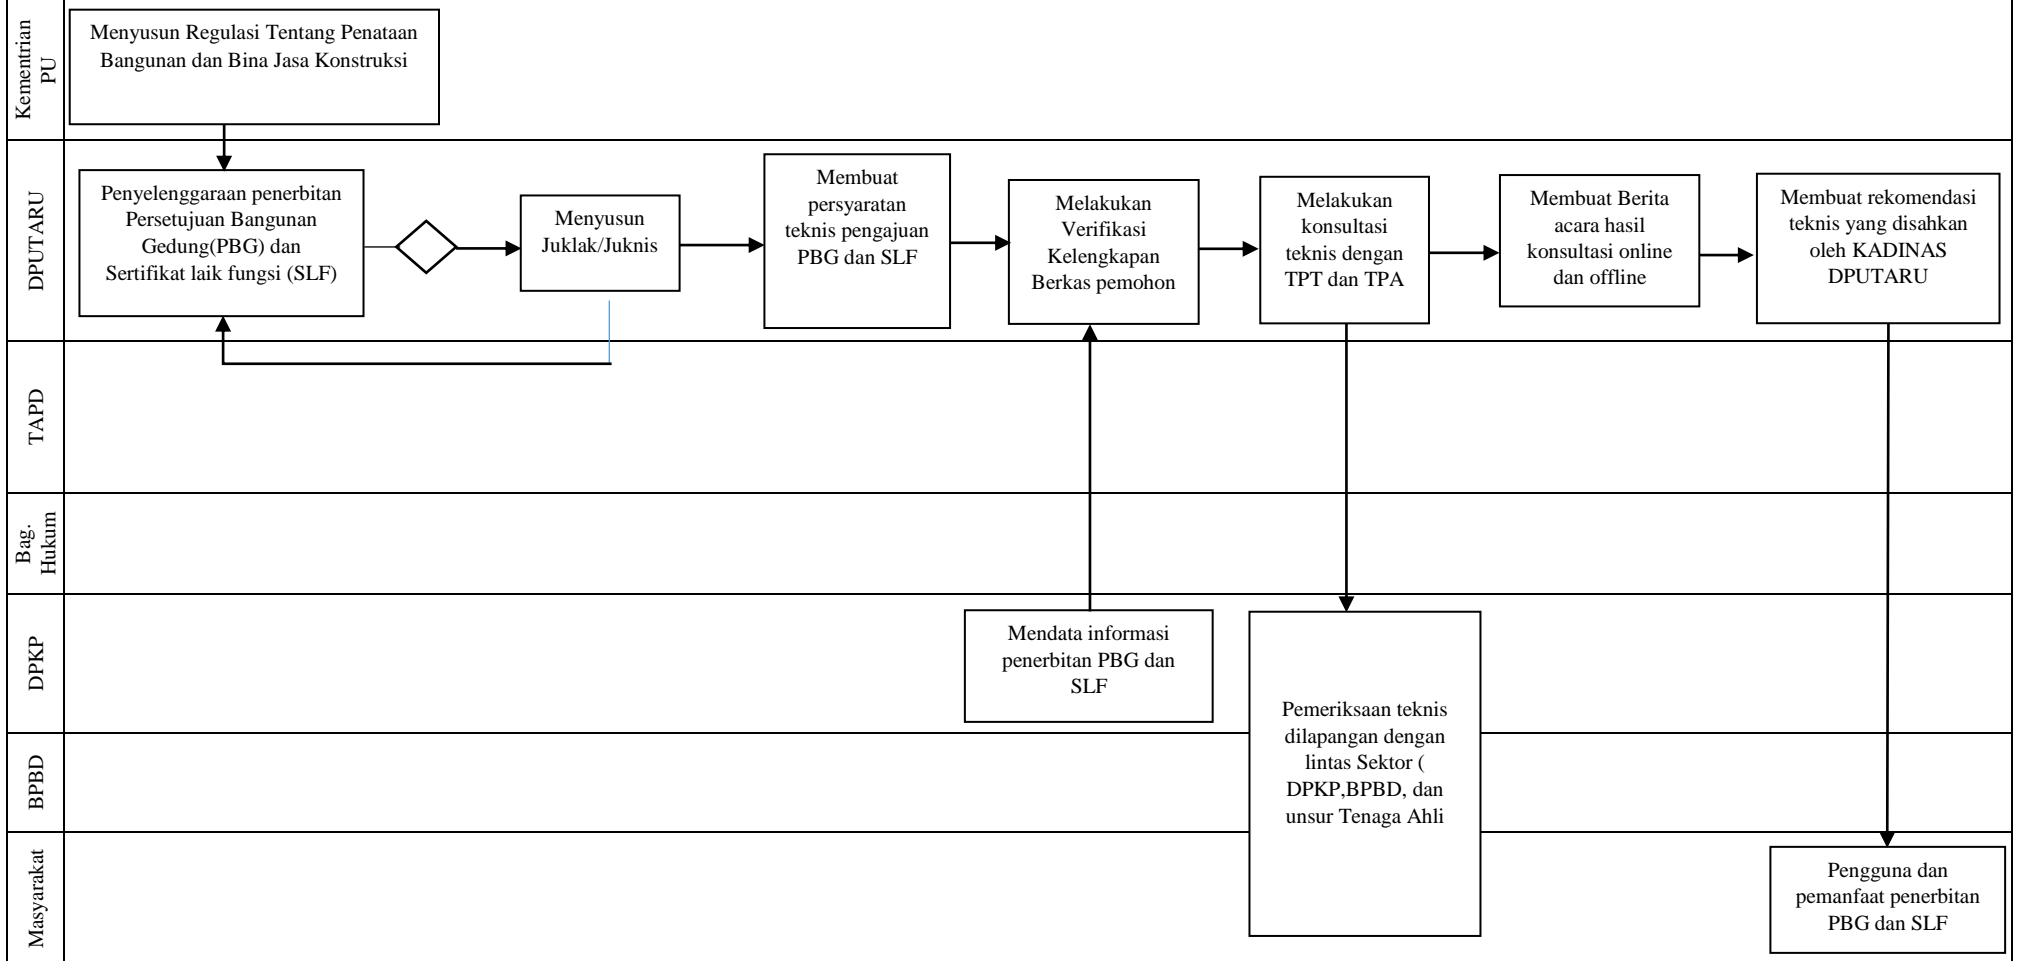 Kementrian
PU
Menyusun Regulasi Tentang Penataan
Bangunan dan Bina Jasa Konstruksi
DPUTARU
Penyelenggaraan penerbitan
Persetujuan Bangunan
Gedung(PBG) dan
Sertifikat laik fungsi (SLF)
Menyusun
Juklak/Juknis
Membuat
persyaratan
teknis pengajuan
PBG dan SLF
Melakukan
Verifikasi
Kelengkapan
Berkas pemohon
Melakukan
konsultasi
teknis dengan
TPT dan TPA
Membuat Berita
acara hasil
konsultasi online
dan offline
Membuat rekomendasi
teknis yang disahkan
oleh KADINAS
DPUTARU
TAPD
Bag.
Hukum
DPKP
Mendata informasi
penerbitan PBG dan
SLF
Pemeriksaan teknis
dilapangan dengan
lintas Sektor (
DPKP,BPBD, dan
unsur Tenaga Ahli
BPBD
Masyarakat
Pengguna dan
pemanfaat penerbitan
PBG dan SLF